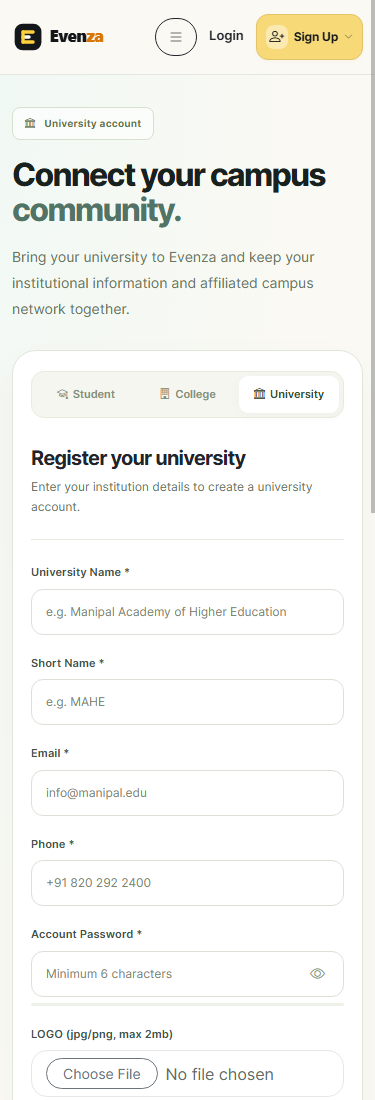 Evenza
Login
Sign Up
University account
Connect your campus
community.
Bring your university to Evenza and keep your
institutional information and affiliated campus
network together.
Student
College
University
Register your university
Enter your institution details to create a university
account.
University Name *
e.g. Manipal Academy of Higher Education
Short Name *
e.g. MAHE
Email *
info@manipal.edu
Phone *
+91 820 292 2400
Account Password *
Minimum 6 characters
LOGO (jpg/png, max 2mb)
Choose File No file chosen